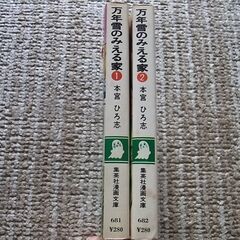 万年雪のみえる家 1
本宮 ひろ志
集英社漫画文庫
681
¥280
万年雪のみえる家 2
本宮 ひろ志
集英社漫画文庫
682
¥280